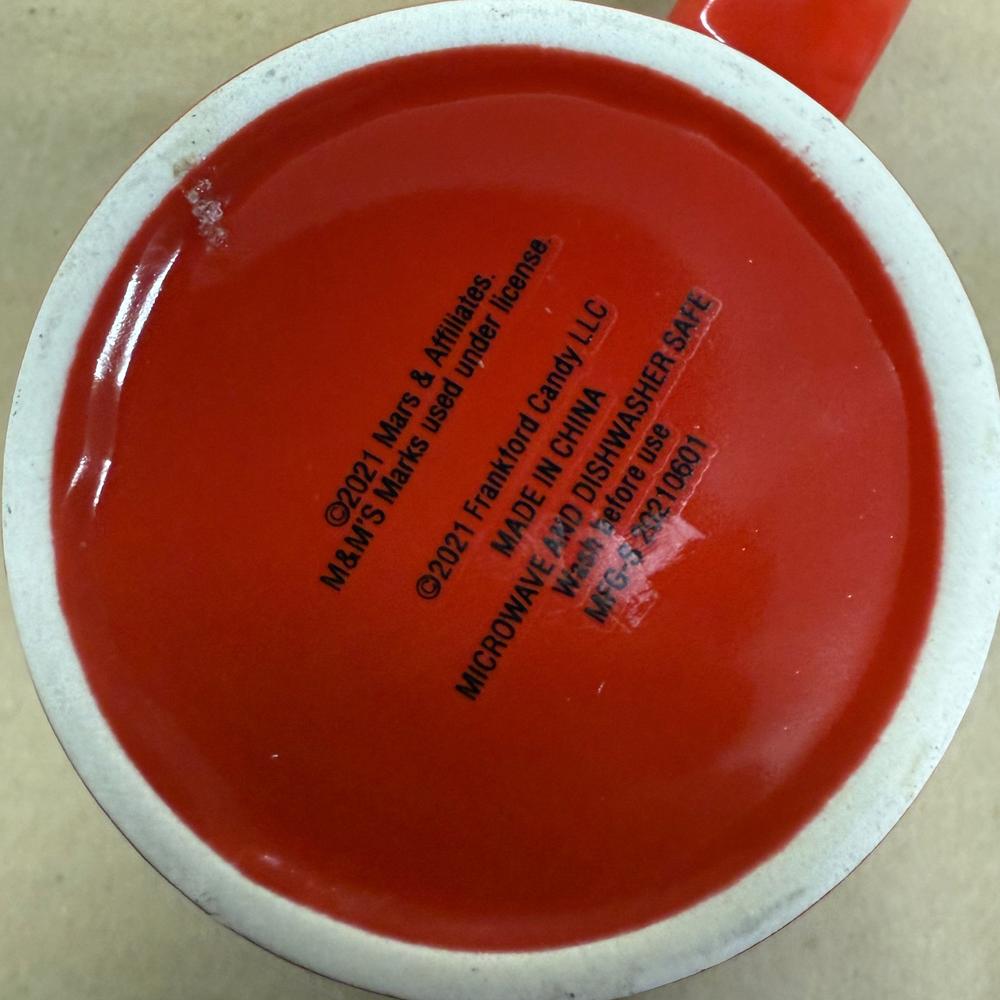 ©2021 Mars & Affiliates.
M&M'S Marks used under license.
©2021 Frankford Candy LLC
MADE IN CHINA
MICROWAVE AND DISHWASHER SAFE
Wash before use
MFG-S 20210601